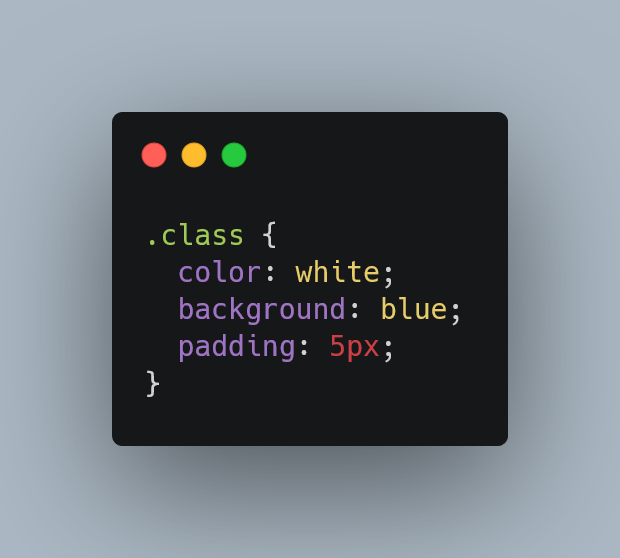 .class {
  color: white;
  background: blue;
  padding: 5px;
}